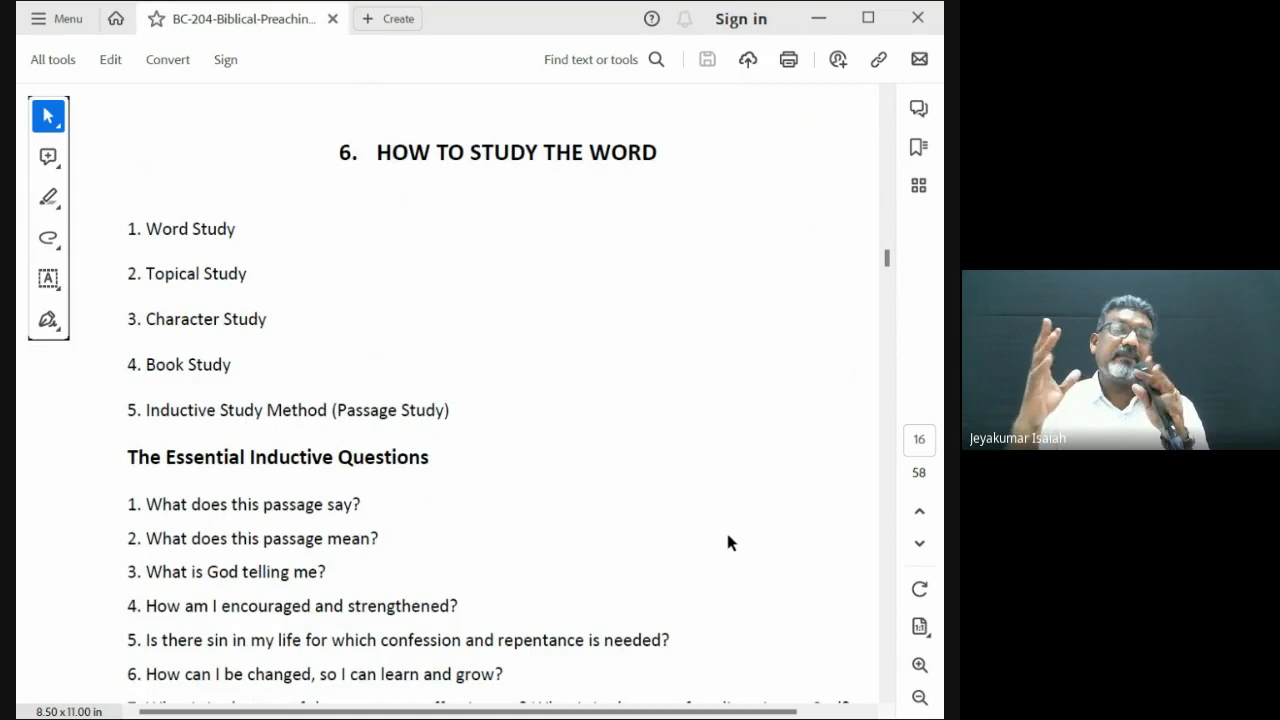 Menu
BC-204-Biblical-Preachin...
Create
Sign in
All tools
Edit
Convert
Sign
Find text or tools
6. HOW TO STUDY THE WORD
1. Word Study
2. Topical Study
3. Character Study
4. Book Study
5. Inductive Study Method (Passage Study)
The Essential Inductive Questions
1. What does this passage say?
2. What does this passage mean?
3. What is God telling me?
4. How am I encouraged and strengthened?
5. Is there sin in my life for which confession and repentance is needed?
6. How can I be changed, so I can learn and grow?
16
58
8.50 x 11.00 in
Jeyakumar Isaiah